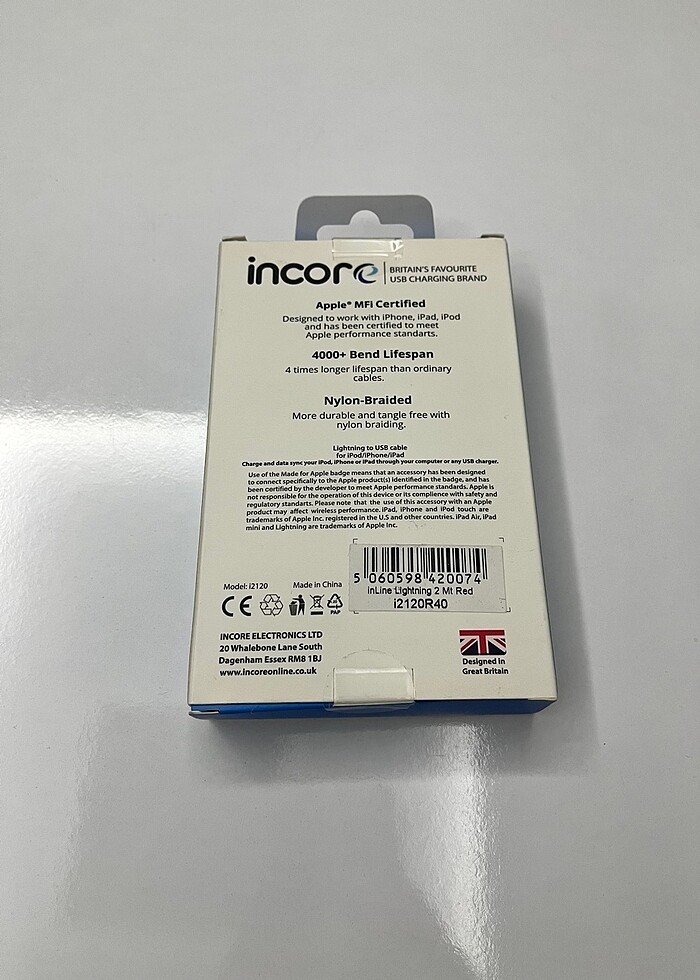 incore
BRITAIN'S FAVOURITE
USB CHARGING BRAND
Apple® MFi Certified
Designed to work with iPhone, iPad, iPod
and has been certified to meet
Apple performance standarts.
4000+ Bend Lifespan
4 times longer lifespan than ordinary
cables.
Nylon-Braided
More durable and tangle free with
nylon braiding.
Lightning to USB cable
for iPod/iPhone/iPad
Charge and data sync your iPod, iPhone or iPad through your computer or any USB charger.
Use of the Made for Apple badge means that an accessory has been designed
to connect specifically to the Apple product(s) identified in the badge, and has
been certified by the developer to meet Apple performance standards. Apple is
not responsible for the operation of this device or its compliance with safety and
regulatory standards. Please note that the use of this accessory with an Apple
product may affect wireless performance. iPad, iPhone and iPod touch are
trademarks of Apple Inc. registered in the U.S and other countries. iPad Air, iPad
mini and Lightning are trademarks of Apple Inc.
5 060598 420074
inLine Lightning 2 Mt Red
i2120R40
Model: i2120
Made in China
CE
PAP
INCORE ELECTRONICS LTD
20 Whalebone Lane South
Dagenham Essex RM8 1BJ
www.incoreonline.co.uk
Designed in
Great Britain